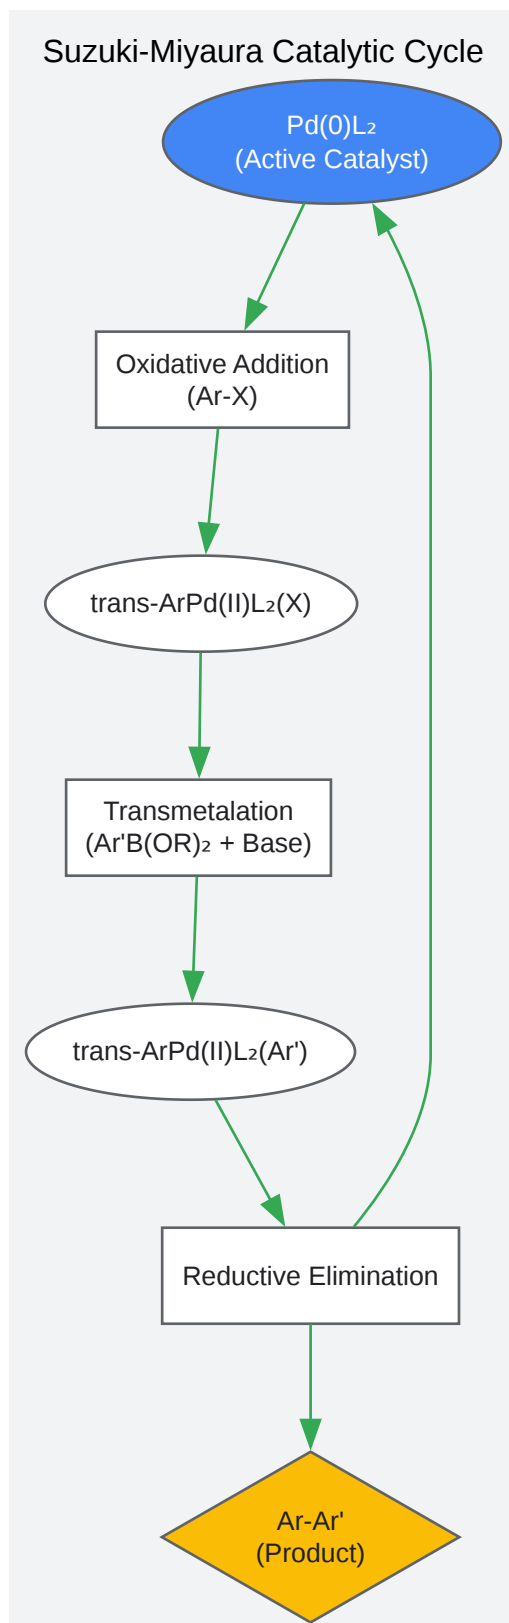 Suzuki-Miyaura Catalytic Cycle
Pd(0)L₂
(Active Catalyst)
Oxidative Addition
(Ar-X)
trans-ArPd(II)L₂(X)
Transmetalation
(Ar'B(OR)₂ + Base)
trans-ArPd(II)L₂(Ar')
Reductive Elimination
Ar-Ar'
(Product)